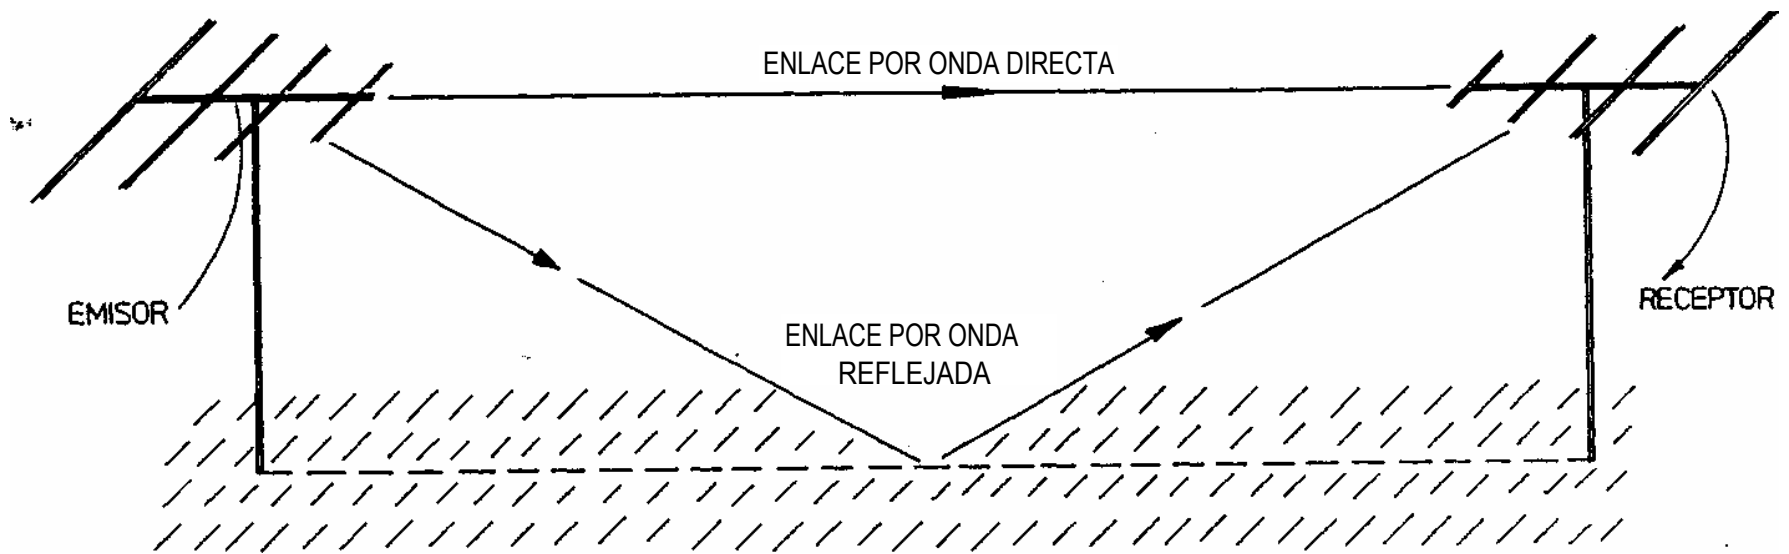 ENLACE POR ONDA DIRECTA
EMISOR
RECEPTOR
ENLACE POR ONDA
REFLEJADA